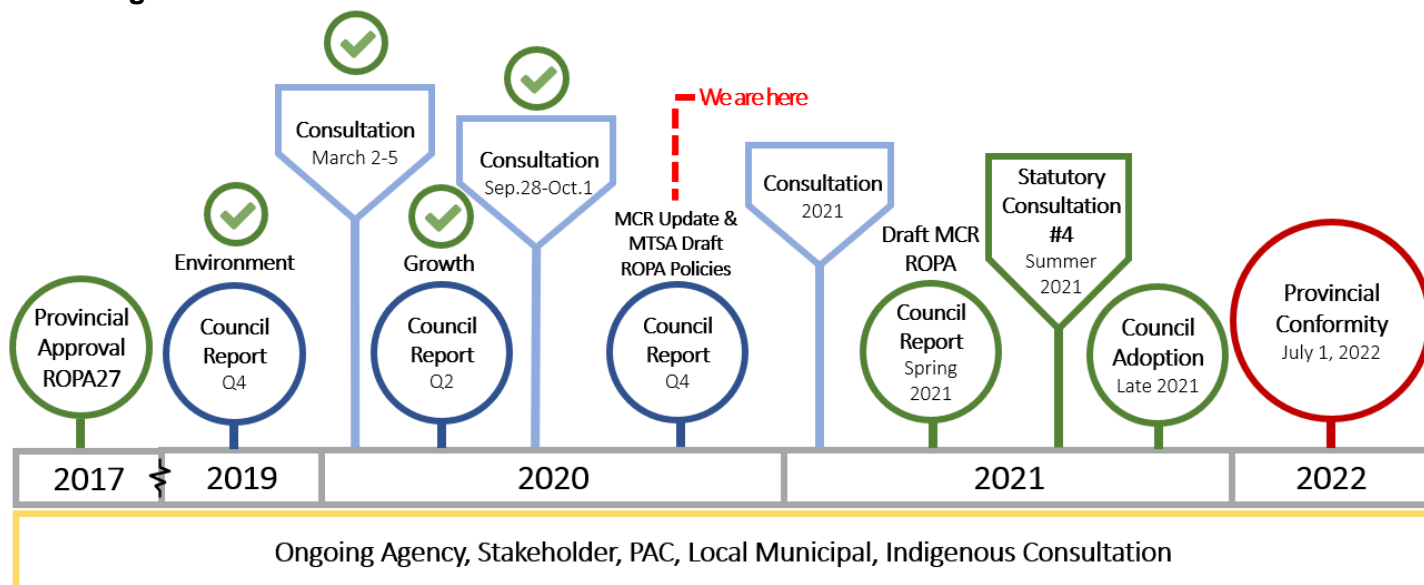 Consultation
March 2-5
Consultation
Sep.28-Oct.1
We are here
Consultation
2021
Statutory
Consultation
#4
Summer
2021
Environment
Growth
MCR Update &
MTSA Draft
ROPA Policies
Draft MCR
ROPA
Provincial
Approval
ROPA27
Council
Report
Q4
Council
Report
Q2
Council
Report
Q4
Council
Report
Spring
2021
Council
Adoption
Late 2021
Provincial
Conformity
July 1, 2022
2017
2019
2020
2021
2022
Ongoing Agency, Stakeholder, PAC, Local Municipal, Indigenous Consultation